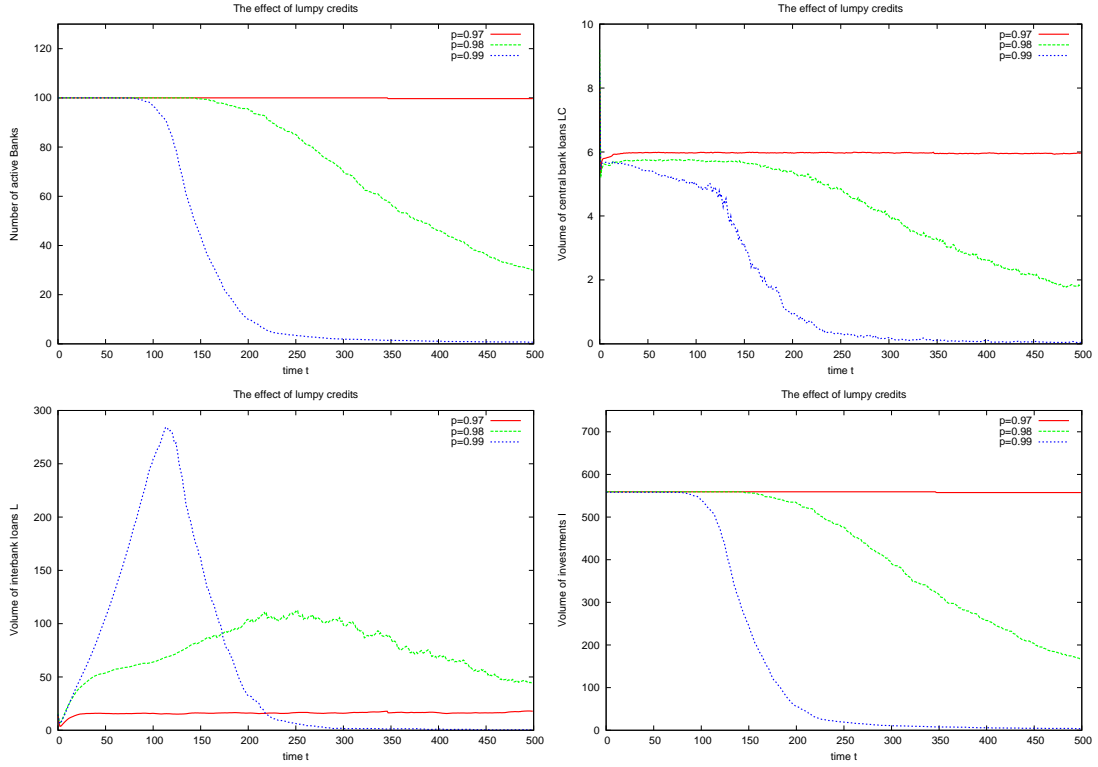 The effect of lumpy credits
Number of active Banks
120
100
80
60
40
20
0
p=0.97
p=0.98
p=0.99
0 50 100 150 200 250 300 350 400 450 500
time t
The effect of lumpy credits
Volume of central bank loans LC
10
8
6
4
2
0
p=0.97
p=0.98
p=0.99
0 50 100 150 200 250 300 350 400 450 500
time t
The effect of lumpy credits
Volume of interbank loans L
300
250
200
150
100
50
0
p=0.97
p=0.98
p=0.99
0 50 100 150 200 250 300 350 400 450 500
time t
The effect of lumpy credits
Volume of investments I
700
600
500
400
300
200
100
0
p=0.97
p=0.98
p=0.99
0 50 100 150 200 250 300 350 400 450 500
time t